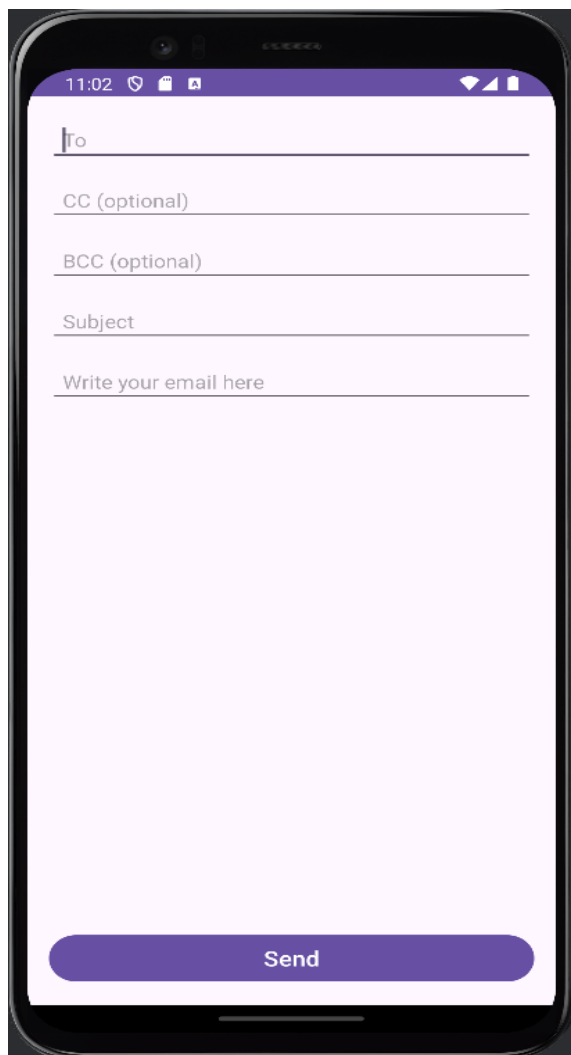 11:02
To
CC (optional)
BCC (optional)
Subject
Write your email here
Send